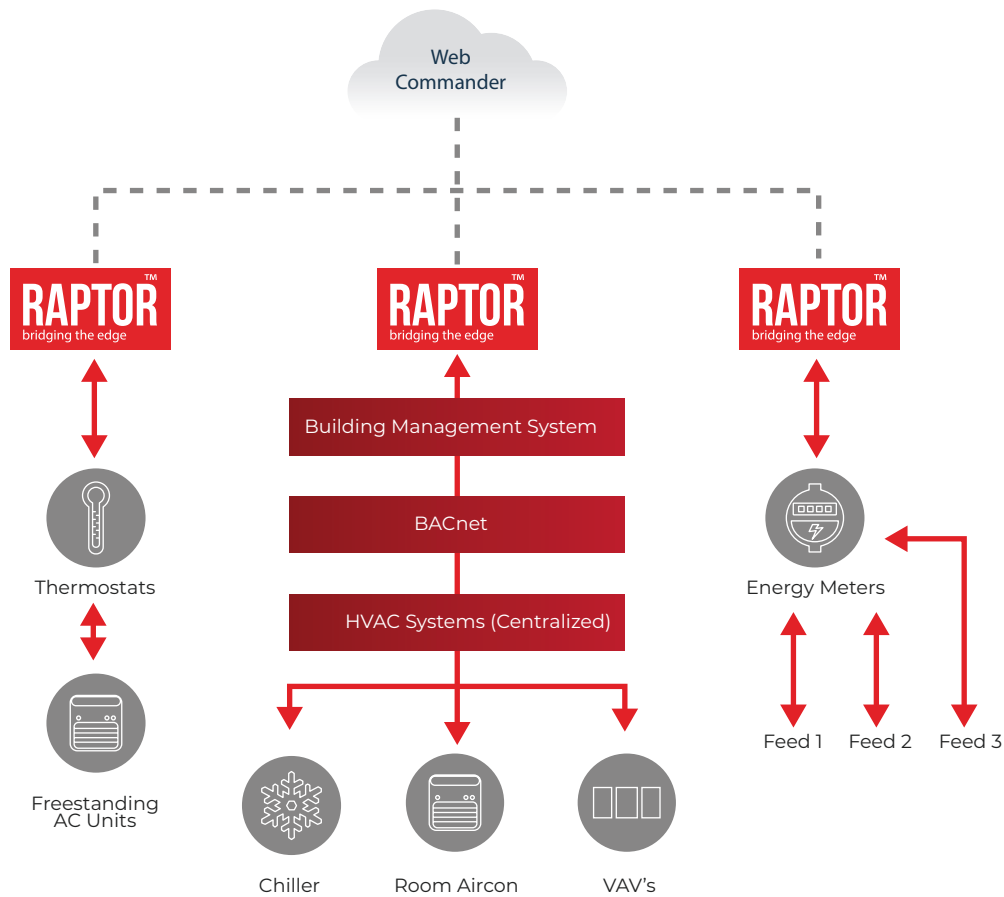 Web
Commander
RAPTOR™
bridging the edge
RAPTOR™
bridging the edge
RAPTOR™
bridging the edge
Building Management System
BACnet
HVAC Systems (Centralized)
Thermostats
Freestanding
AC Units
Chiller
Room Aircon
VAV's
Energy Meters
Feed 1
Feed 2
Feed 3